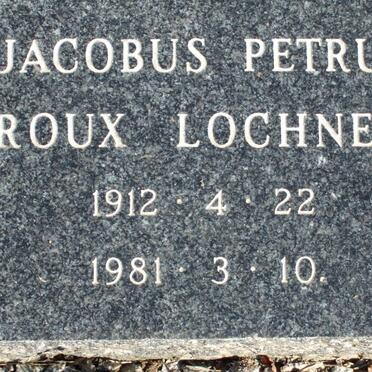 JACOBUS PETRU
ROUX LOCHNE
1912 · 4 · 22
1981 · 3 · 10.